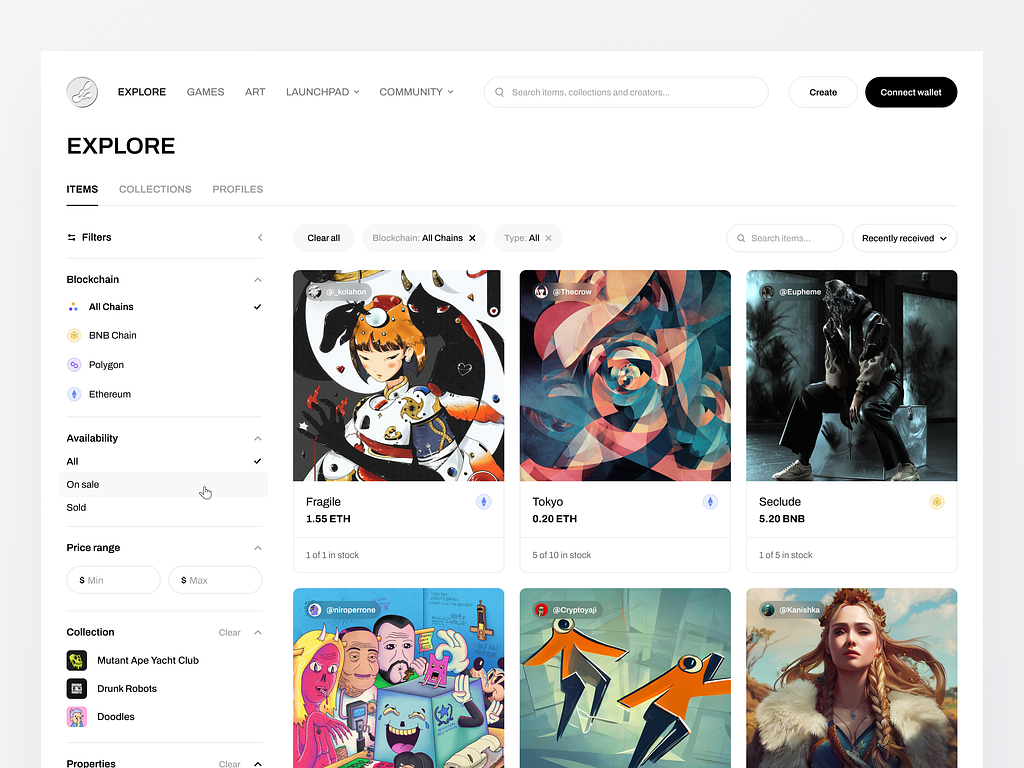 EXPLORE
GAMES
ART
LAUNCHPAD
COMMUNITY
Search items, collections and creators...
Create
Connect wallet
EXPLORE
ITEMS
COLLECTIONS
PROFILES
Filters
Clear all
Blockchain: All Chains
Type: All
Search items...
Recently received
Blockchain
All Chains
BNB Chain
Polygon
Ethereum
Availability
All
On sale
Sold
Price range
$ Min
$ Max
Collection
Clear
Mutant Ape Yacht Club
Drunk Robots
Doodles
Properties
Clear
@_kolahon
Fragile
1.55 ETH
1 of 1 in stock
@Thecrow
Tokyo
0.20 ETH
5 of 10 in stock
@Eupheme
Seclude
5.20 BNB
1 of 5 in stock
@niroperrone
@Cryptoyaji
@Kanishka